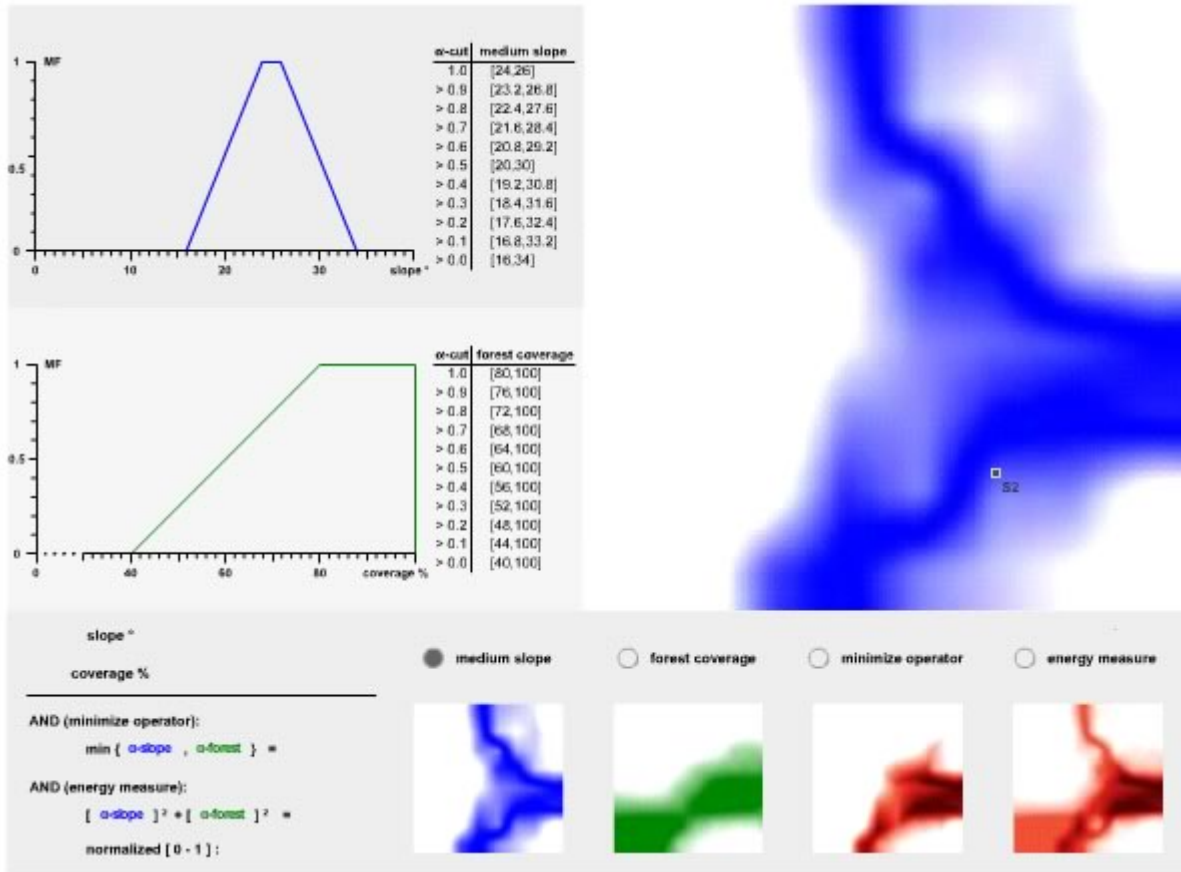 α-cut medium slope
1 MF
1.0 [24,26]
> 0.9 [23.2,26.8]
> 0.8 [22.4,27.6]
> 0.7 [21.6,28.4]
> 0.6 [20.8,29.2]
0.5
> 0.5 [20,30]
> 0.4 [19.2,30.8]
> 0.3 [18.4,31.6]
> 0.2 [17.6,32.4]
> 0.1 [16.8,33.2]
> 0.0 [16,34]
0
0 10 20 30 slope °
α-cut forest coverage
1 MF
1.0 [80,100]
> 0.9 [76,100]
> 0.8 [72,100]
> 0.7 [68,100]
> 0.6 [64,100]
0.5
> 0.5 [60,100]
> 0.4 [56,100]
> 0.3 [52,100]
> 0.2 [48,100]
> 0.1 [44,100]
> 0.0 [40,100]
0
0 40 60 80 coverage %
S2
slope °
coverage %
AND (minimize operator):
min { α-slope , α-forest } =
AND (energy measure):
[ α-slope ]² + [ α-forest ]² =
normalized [ 0 - 1 ] :
medium slope
forest coverage
minimize operator
energy measure